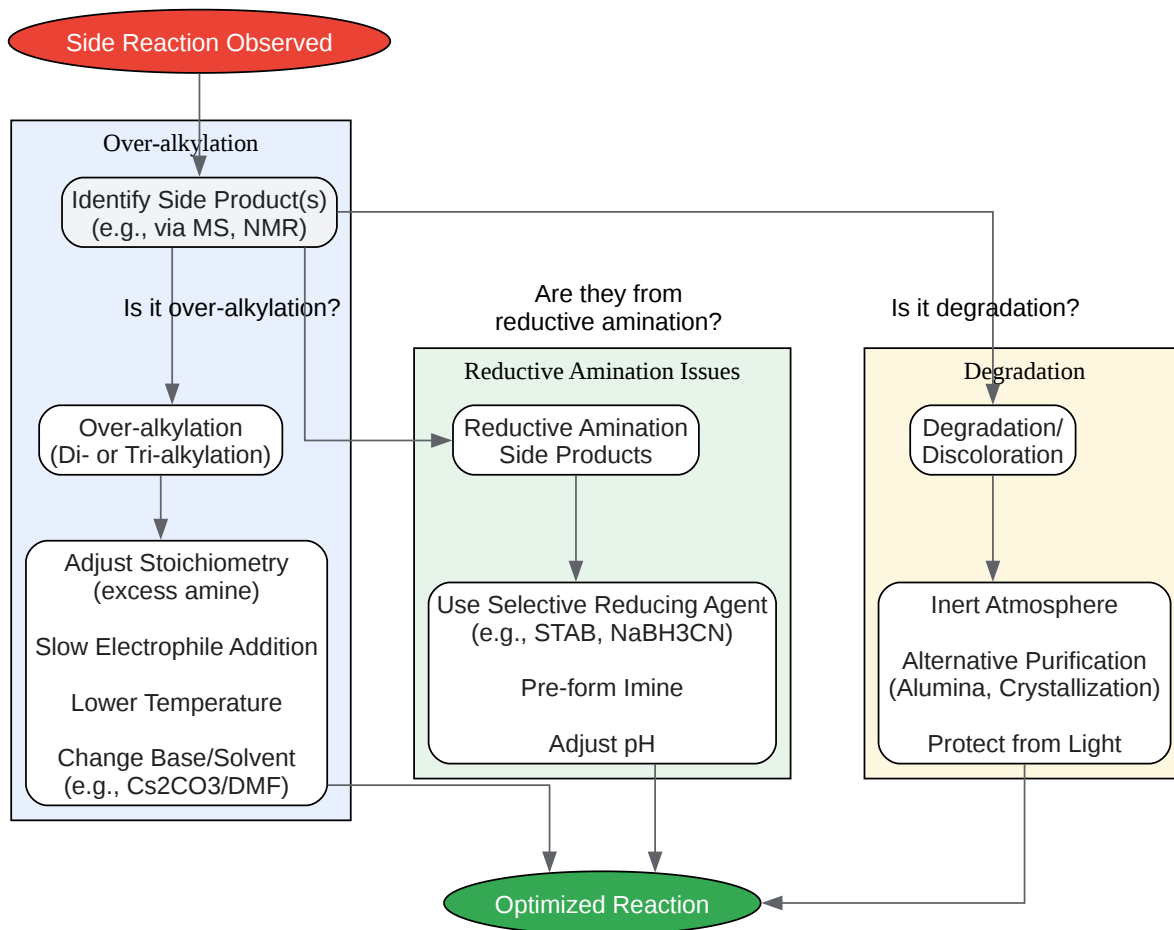 Side Reaction Observed
Over-alkylation
Identify Side Product(s)
(e.g., via MS, NMR)
Is it over-alkylation?
Are they from
reductive amination?
Is it degradation?
Reductive Amination Issues
Degradation
Over-alkylation
(Di- or Tri-alkylation)
Reductive Amination
Side Products
Degradation/
Discoloration
Adjust Stoichiometry
(excess amine)
Slow Electrophile Addition
Lower Temperature
Change Base/Solvent
(e.g., Cs2CO3/DMF)
Use Selective Reducing Agent
(e.g., STAB, NaBH3CN)
Pre-form Imine
Adjust pH
Inert Atmosphere
Alternative Purification
(Alumina, Crystallization)
Protect from Light
Optimized Reaction